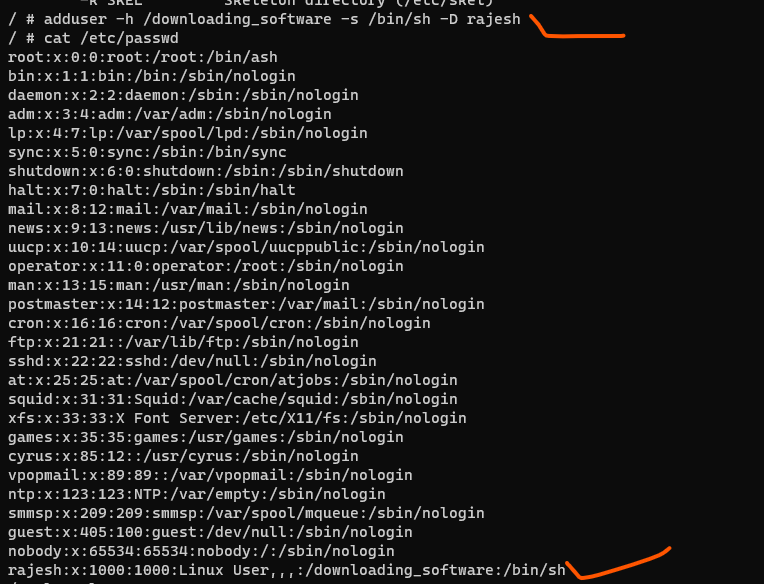 -k SKEL Skeleton directory (/etc/skel)
/ # adduser -h /downloading_software -s /bin/sh -D rajesh
/ # cat /etc/passwd
root:x:0:0:root:/root:/bin/ash
bin:x:1:1:bin:/bin:/sbin/nologin
daemon:x:2:2:daemon:/sbin:/sbin/nologin
adm:x:3:4:adm:/var/adm:/sbin/nologin
lp:x:4:7:lp:/var/spool/lpd:/sbin/nologin
sync:x:5:0:sync:/sbin:/bin/sync
shutdown:x:6:0:shutdown:/sbin:/sbin/shutdown
halt:x:7:0:halt:/sbin:/sbin/halt
mail:x:8:12:mail:/var/mail:/sbin/nologin
news:x:9:13:news:/usr/lib/news:/sbin/nologin
uucp:x:10:14:uucp:/var/spool/uucppublic:/sbin/nologin
operator:x:11:0:operator:/root:/sbin/nologin
man:x:13:15:man:/usr/man:/sbin/nologin
postmaster:x:14:12:postmaster:/var/mail:/sbin/nologin
cron:x:16:16:cron:/var/spool/cron:/sbin/nologin
ftp:x:21:21::/var/lib/ftp:/sbin/nologin
sshd:x:22:22:sshd:/dev/null:/sbin/nologin
at:x:25:25:at:/var/spool/cron/atjobs:/sbin/nologin
squid:x:31:31:Squid:/var/cache/squid:/sbin/nologin
xfs:x:33:33:X Font Server:/etc/X11/fs:/sbin/nologin
games:x:35:35:games:/usr/games:/sbin/nologin
cyrus:x:85:12::/usr/cyrus:/sbin/nologin
vpopmail:x:89:89::/var/vpopmail:/sbin/nologin
ntp:x:123:123:NTP:/var/empty:/sbin/nologin
smmsp:x:209:209:smmsp:/var/spool/mqueue:/sbin/nologin
guest:x:405:100:guest:/dev/null:/sbin/nologin
nobody:x:65534:65534:nobody:/:/sbin/nologin
rajesh:x:1000:1000:Linux User,,,:/downloading_software:/bin/sh